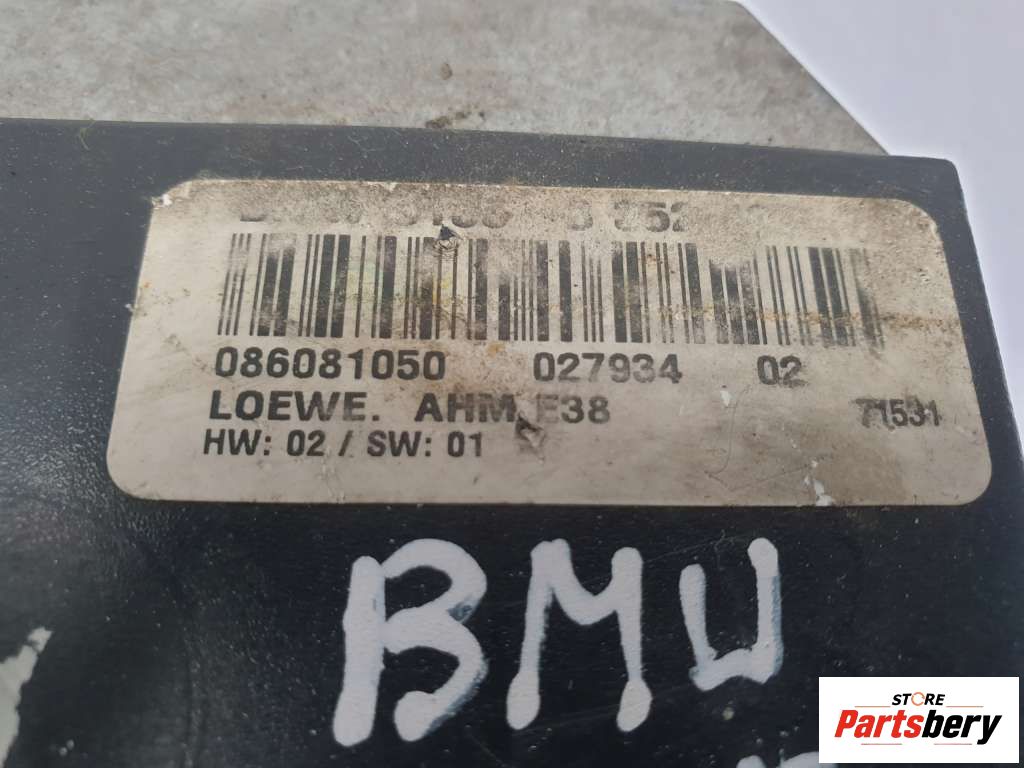 086081050 027934 02
LOEWE. AHM E38 71531
HW: 02 / SW: 01
BMW
STORE
Partsbery